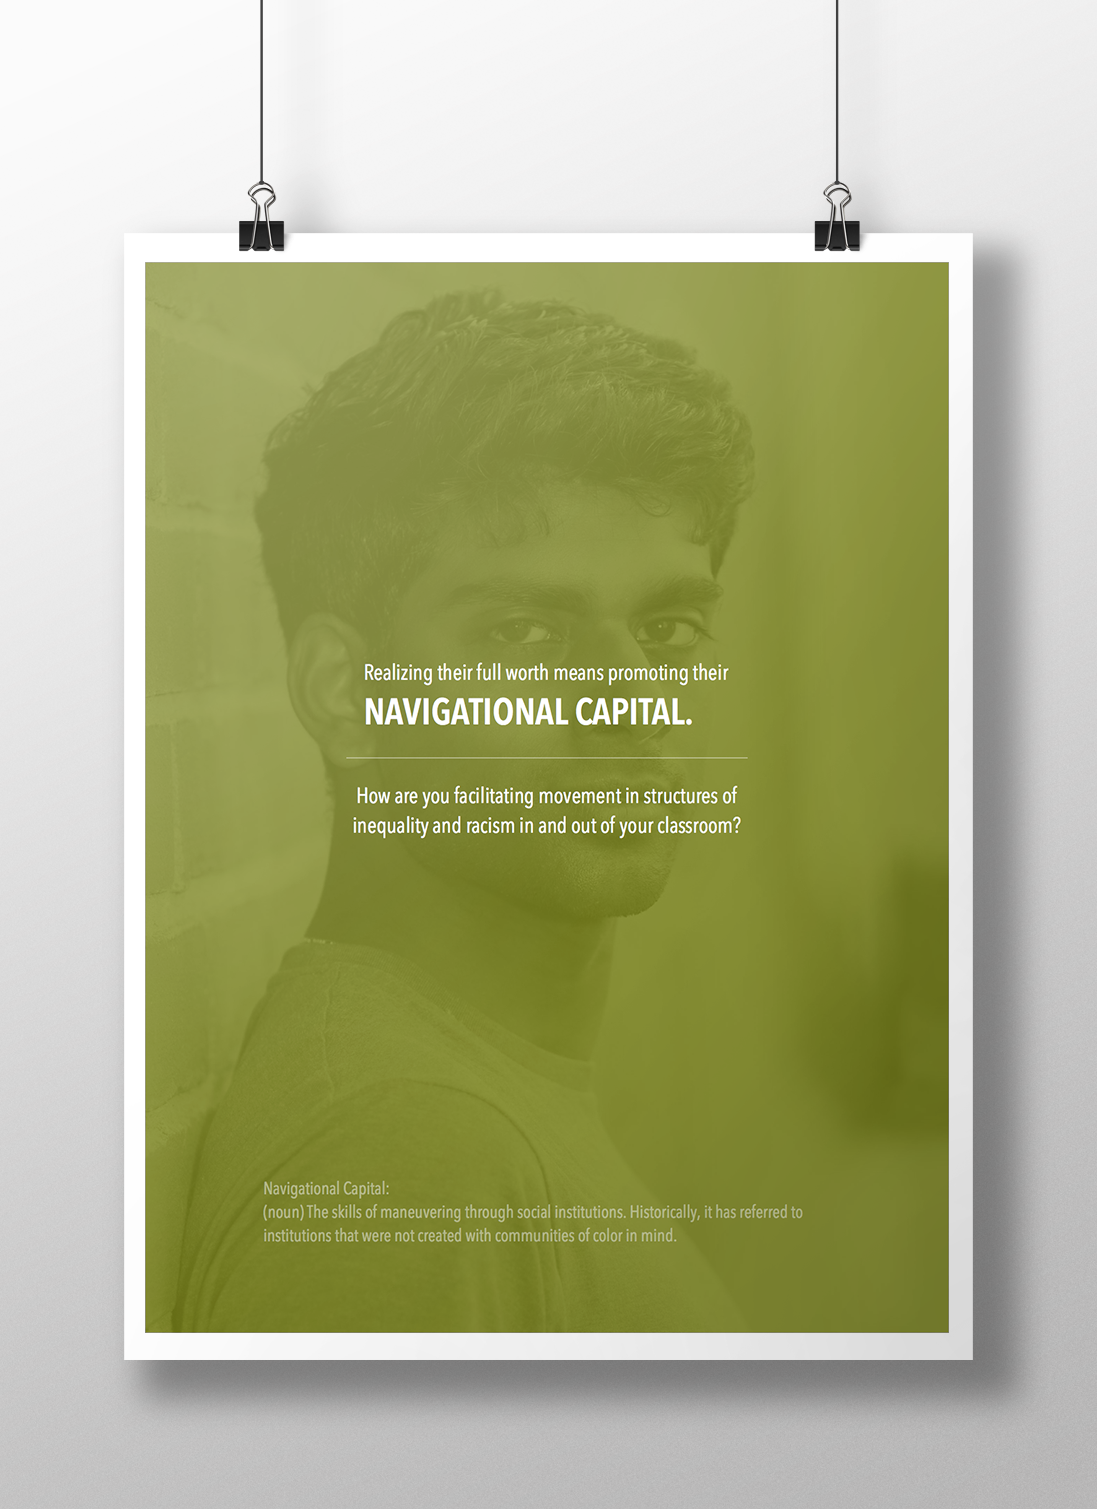 Realizing their full worth means promoting their
NAVIGATIONAL CAPITAL.
How are you facilitating movement in structures of
inequality and racism in and out of your classroom?
Navigational Capital:
(noun) The skills of maneuvering through social institutions. Historically, it has referred to
institutions that were not created with communities of color in mind.